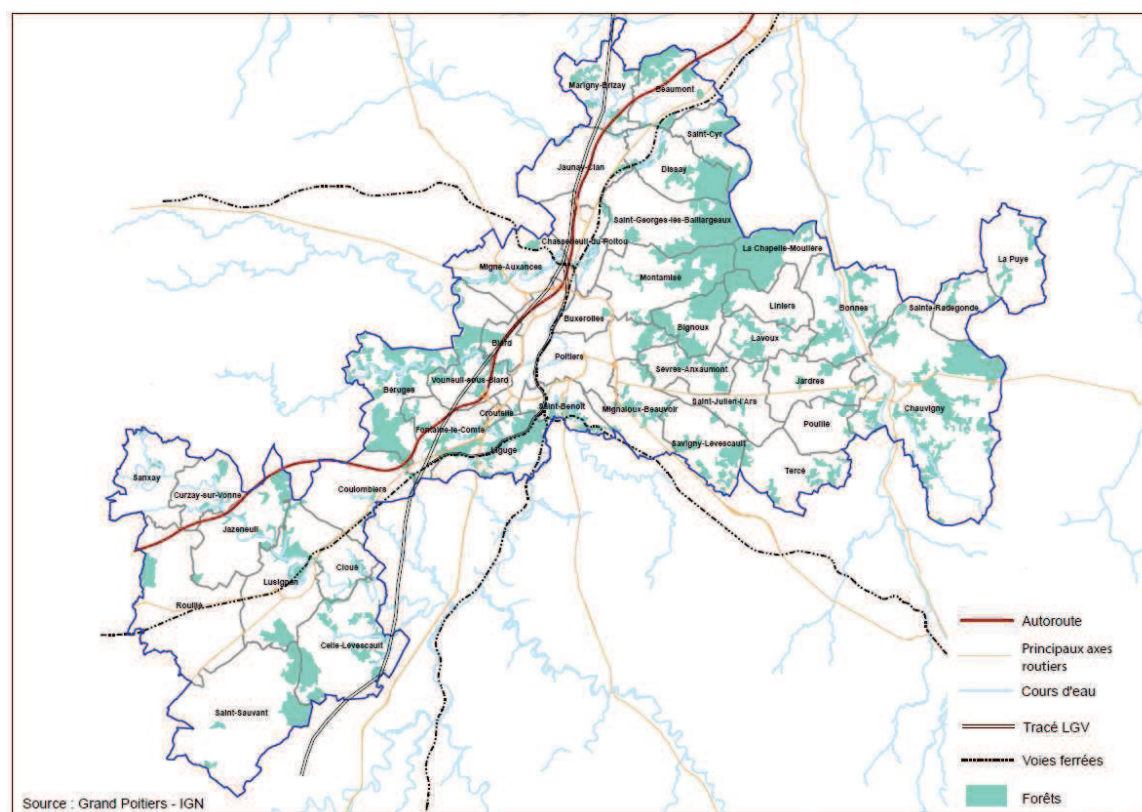 Marigny-Brizay
Beaumont
Saint-Cyr
Jaunay-Clan
Dissay
Saint-Georges-lès-Baillargeaux
Chasseneuil-du-Poitou
La Chapelle-Moulière
La Puye
Migné-Auxances
Montamisé
Liniers
Bonnes
Sainte-Radegonde
Buxerolles
Bignoux
Lavoux
Biard
Poitiers
Sèvres-Anxaumont
Béruges
Vouneuil-sous-Biard
Jardres
Saint-Julien-l'Ars
Chauvigny
Croutelle
Saint-Benoît
Mignaloux-Beauvoir
Pouillé
Fontaine-le-Comte
Ligugé
Savigny-Lévescault
Tercé
Sanxay
Curzay-sur-Vonne
Coulombiers
Jazeneuil
Cloué
Lusignan
Rouillé
Celle-Lévescault
Saint-Sauvant
Autoroute
Principaux axes
routiers
Cours d'eau
Tracé LGV
Voies ferrées
Forêts
Source : Grand Poitiers - IGN